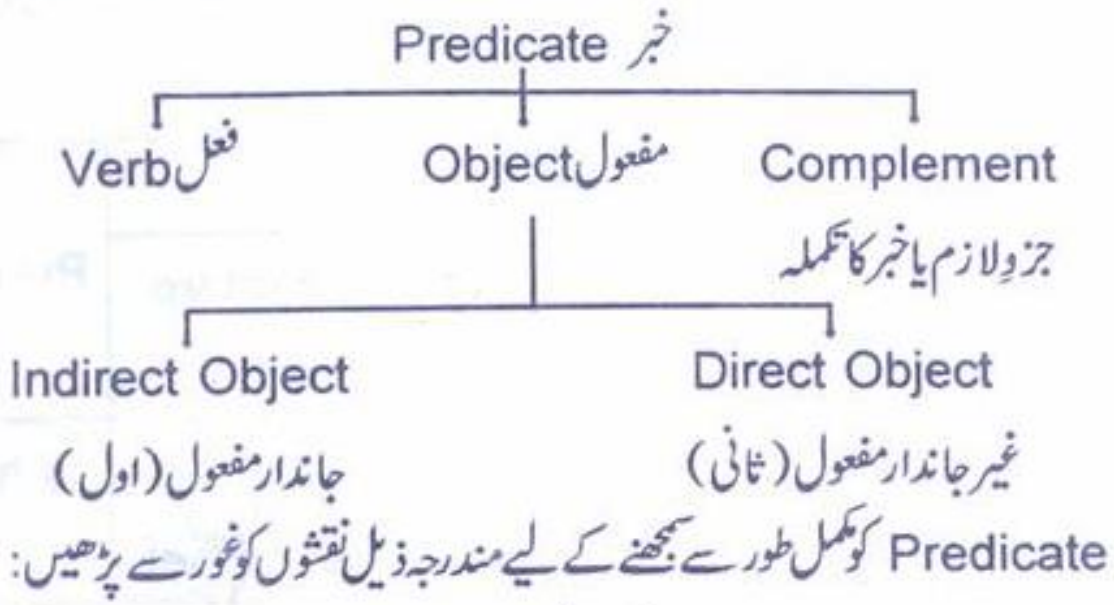 Predicate خبر
Verb فعل Object مفعول Complement
جزوِ لازم یا خبر کا تکملہ
Indirect Object Direct Object
جاندار مفعول (اول) غیر جاندار مفعول (ثانی)
Predicate کو مکمل طور سے سمجھنے کے لیے مندرجہ ذیل نقشوں کو غور سے پڑھیں: